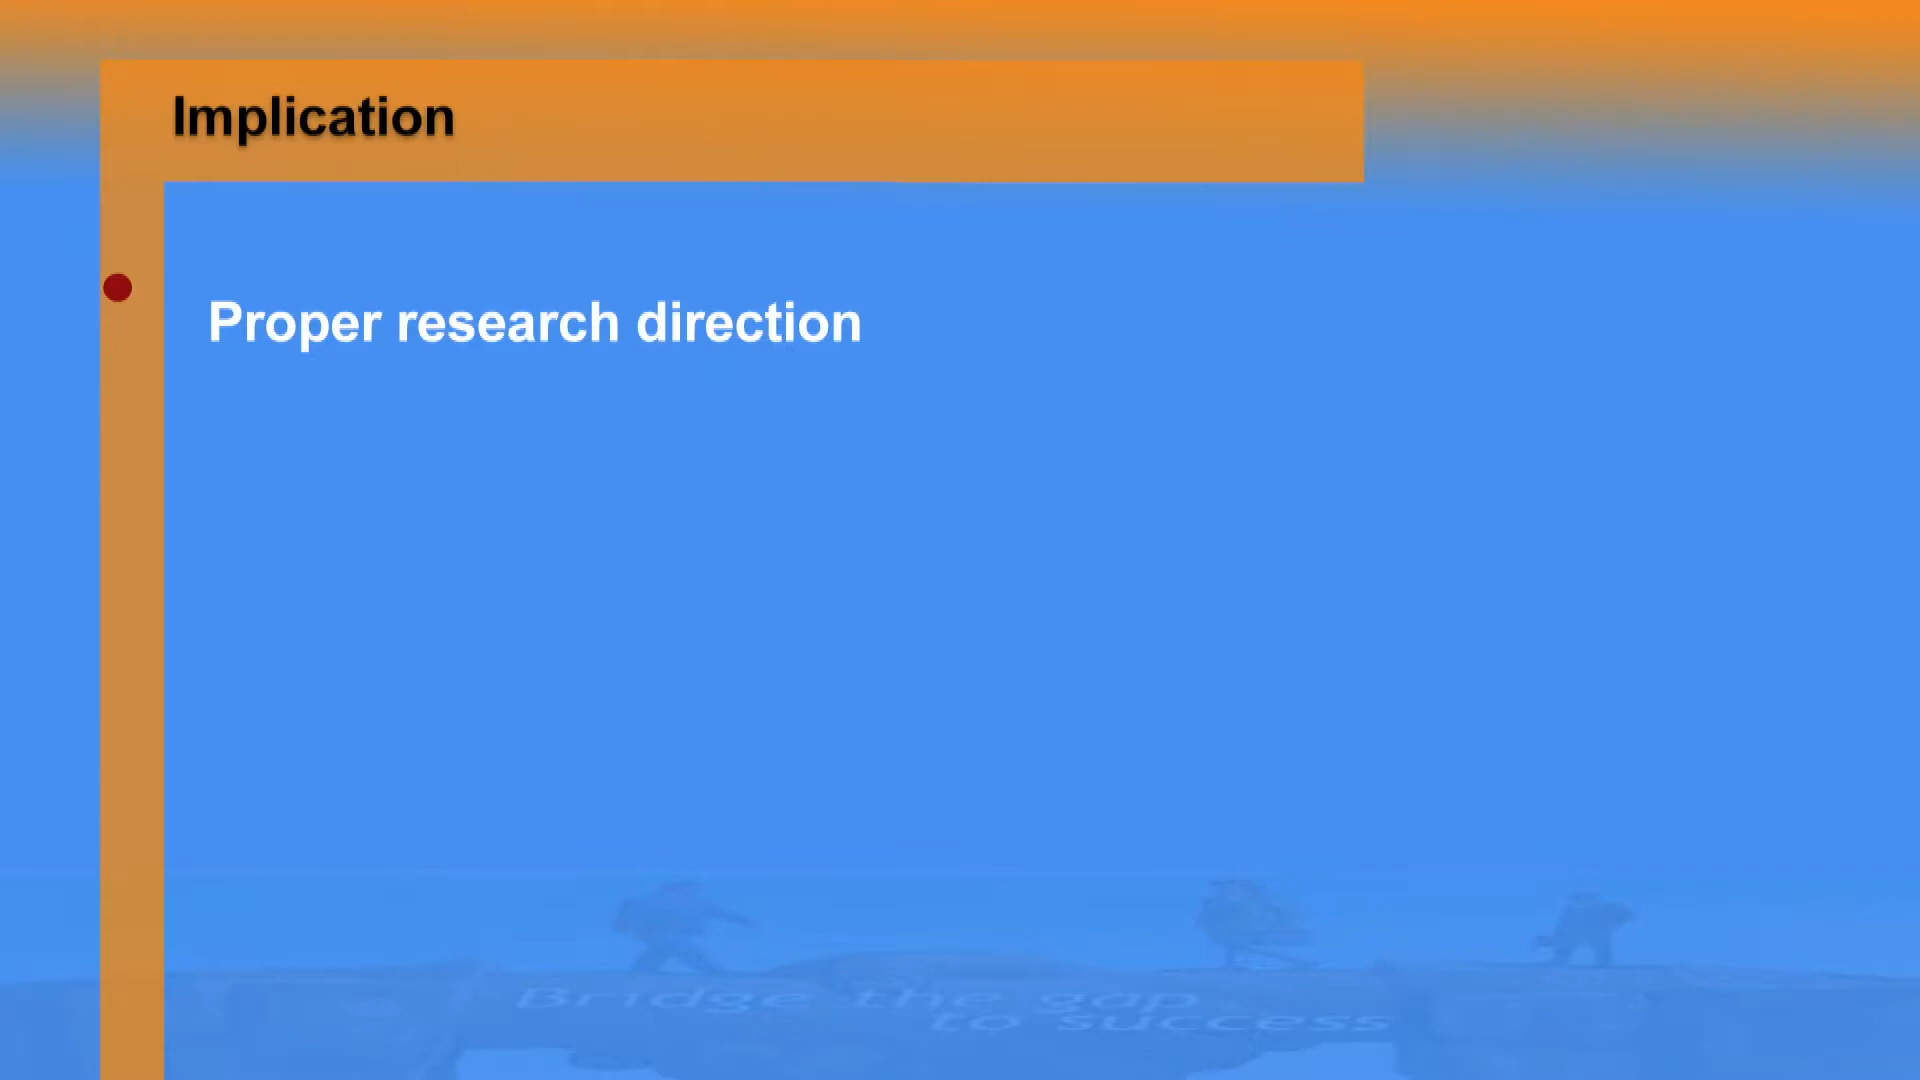 Implication
Proper research direction
Bridge the gap
to success